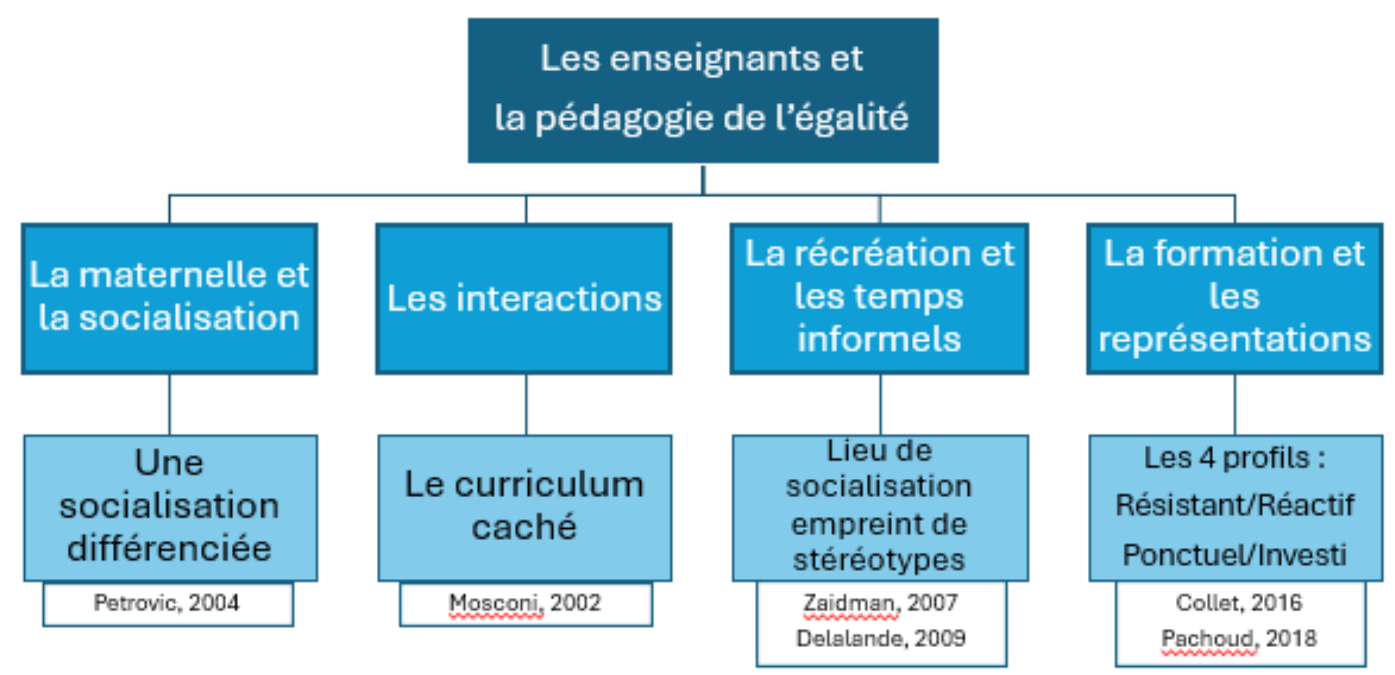 Les enseignants et
la pédagogie de l'égalité
La maternelle et
la socialisation
Les interactions
La récréation et
les temps
informels
La formation et
les
représentations
Une
socialisation
différenciée
Le curriculum
caché
Lieu de
socialisation
empreint de
stéréotypes
Les 4 profils :
Résistant/Réactif
Ponctuel/Investi
Petrovic, 2004
Mosconi, 2002
Zaidman, 2007
Delalande, 2009
Collet, 2016
Pachoud, 2018